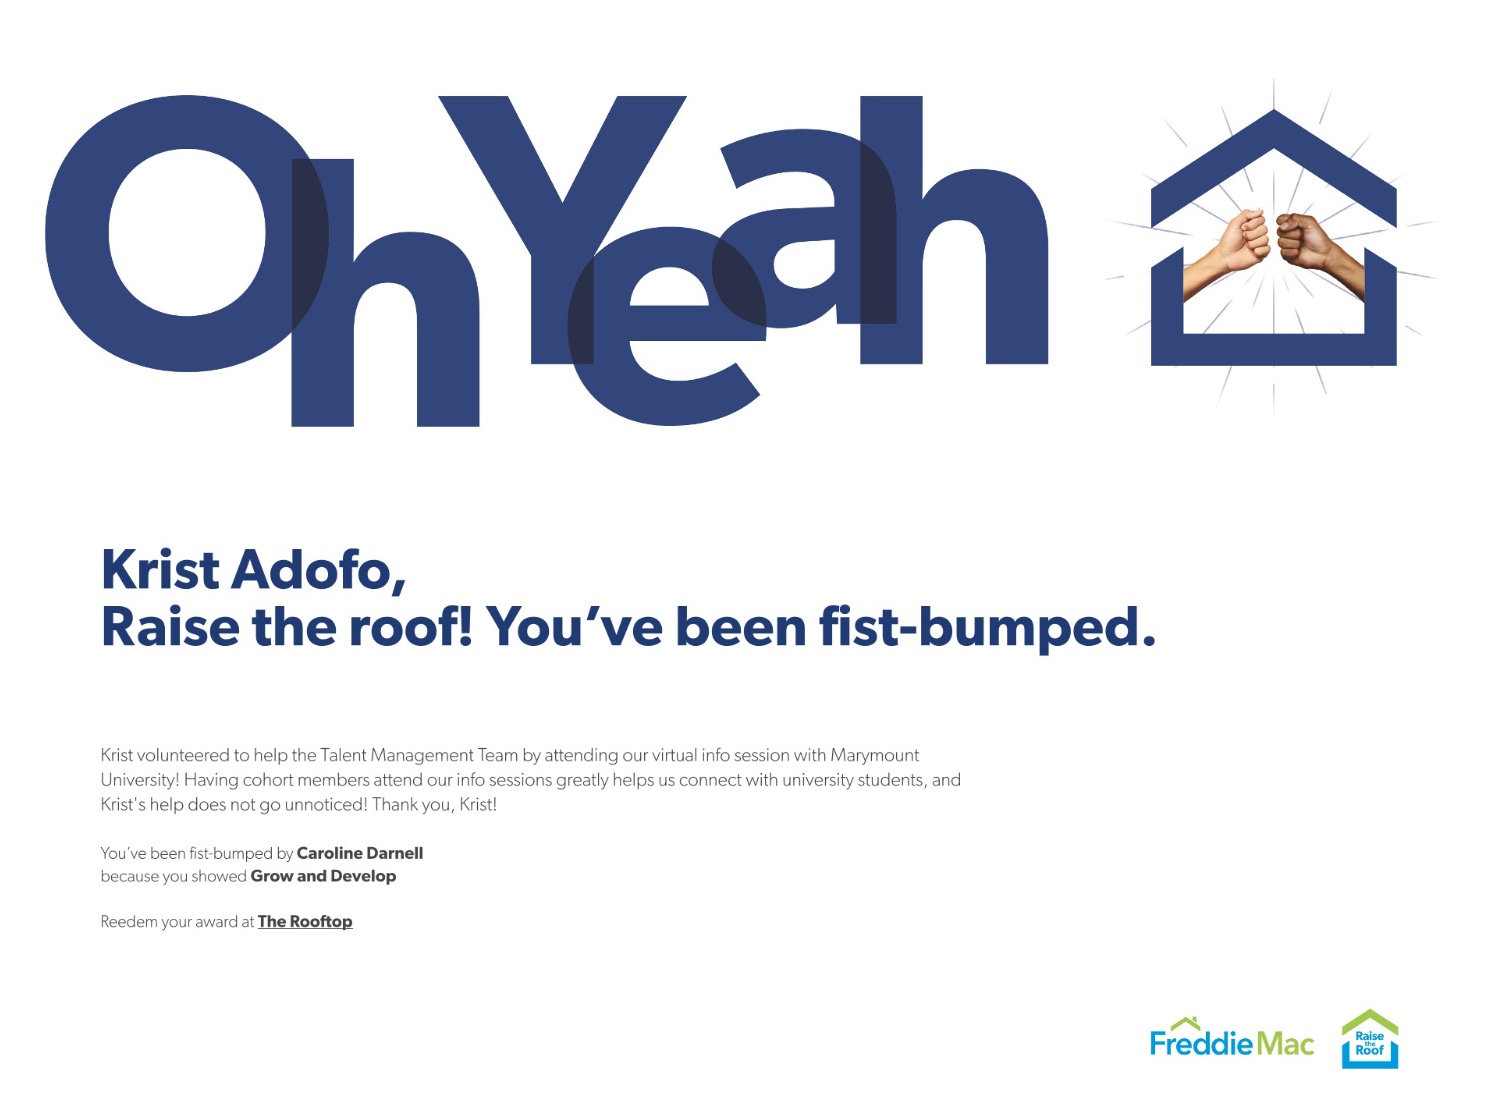 Oh Yeah
Krist Adofo,
Raise the roof! You’ve been fist-bumped.
Krist volunteered to help the Talent Management Team by attending our virtual info session with Marymount
University! Having cohort members attend our info sessions greatly helps us connect with university students, and
Krist's help does not go unnoticed! Thank you, Krist!
You’ve been fist-bumped by Caroline Darnell
because you showed Grow and Develop
Reedem your award at The Rooftop
Freddie Mac
Raise
the
Roof